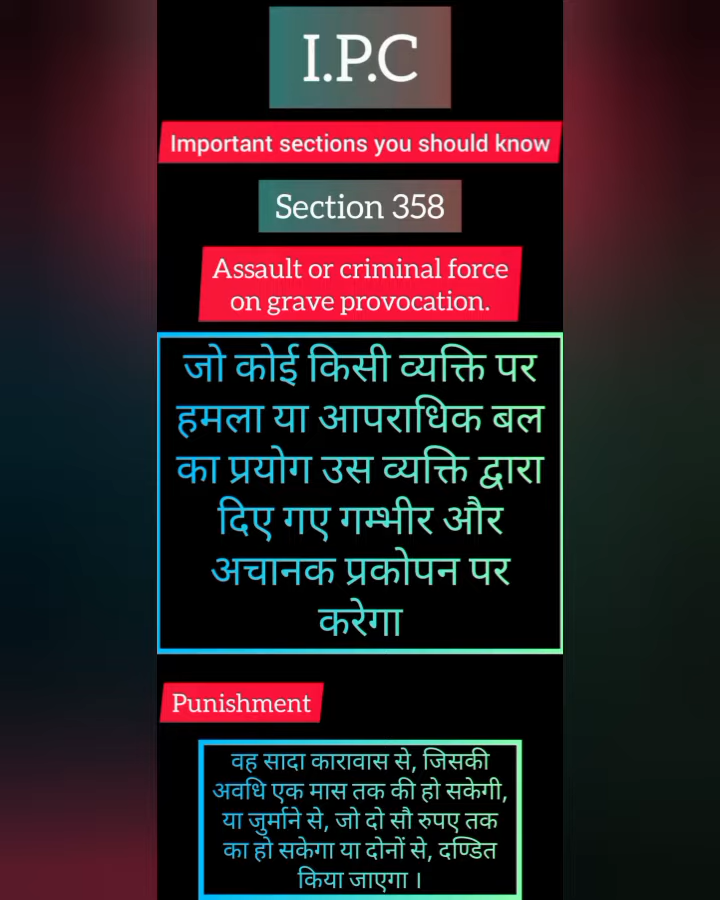 I.P.C
Important sections you should know
Section 358
Assault or criminal force
on grave provocation.
जो कोई किसी व्यक्ति पर
हमला या आपराधिक बल
का प्रयोग उस व्यक्ति द्वारा
दिए गए गम्भीर और
अचानक प्रकोपन पर
करेगा
Punishment
वह सादा कारावास से, जिसकी
अवधि एक मास तक की हो सकेगी,
या जुर्माने से, जो दो सौ रुपए तक
का हो सकेगा या दोनों से, दण्डित
किया जाएगा ।